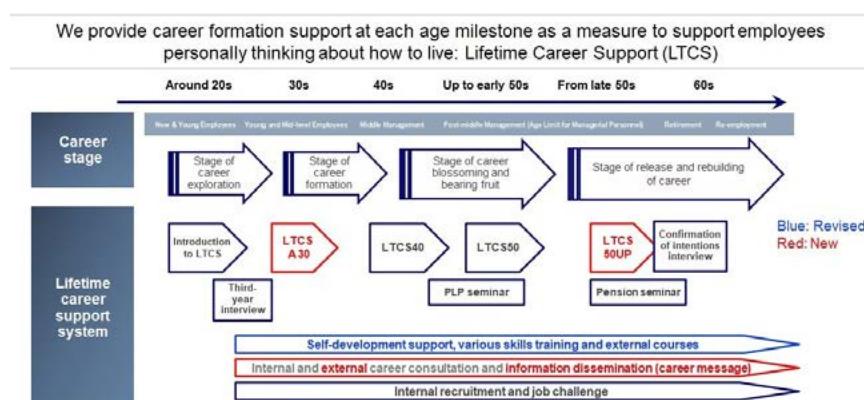 We provide career formation support at each age milestone as a measure to support employees
personally thinking about how to live: Lifetime Career Support (LTCS)
Around 20s 30s 40s Up to early 50s From late 50s 60s
New & Young Employees Young and Mid-level Employees Middle Management Post-middle Management (Age Limit for Managerial Personnel) Retirement Re-employment
Career
stage
Stage of
career
exploration
Stage of
career
formation
Stage of career
blossoming and
bearing fruit
Stage of release and rebuilding
of career
Blue: Revised
Red: New
Lifetime
career
support
system
Introduction
to LTCS
LTCS
A30
LTCS40
LTCS50
LTCS
50UP
Confirmation
of intentions
interview
Third-
year
interview
PLP seminar
Pension seminar
Self-development support, various skills training and external courses
Internal and external career consultation and information dissemination (career message)
Internal recruitment and job challenge